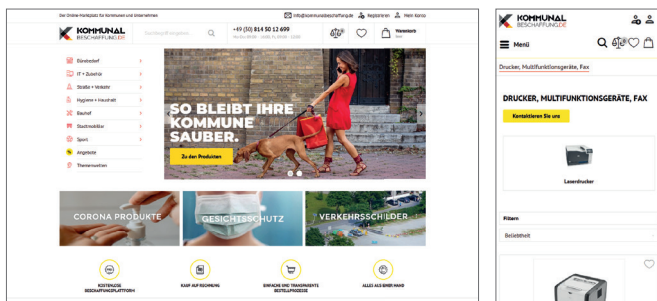 Der Online-Marktplatz für Kommunen und Unternehmen
info@kommunalbeschaffung.de Registrieren Mein Konto
KOMMUNAL
BESCHAFFUNG.DE
+49 (30) 814 50 12 699
Warenkorb
Bürobedarf
IT + Zubehör
Straße + Verkehr
Hygiene + Haushalt
Bauhof
Stadtmobiliar
Sport
Angebote
Themenwelten
SO BLEIBT IHRE
KOMMUNE
SAUBER.
Zu den Produkten
CORONA PRODUKTE
GESICHTSSCHUTZ
VERKEHRSSCHILDER
KOSTENLOSE
BESCHAFFUNGSPLATTFORM
KAUF AUF RECHNUNG
EINFACHE UND TRANSPARENTE
BESTELLPROZESSE
ALLES AUS EINER HAND
KOMMUNAL
BESCHAFFUNG.DE
Menü
Drucker, Multifunktionsgeräte, Fax
DRUCKER, MULTIFUNKTIONSGERÄTE, FAX
Kontaktieren Sie uns
Laserdrucker
Filtern
Beliebtheit